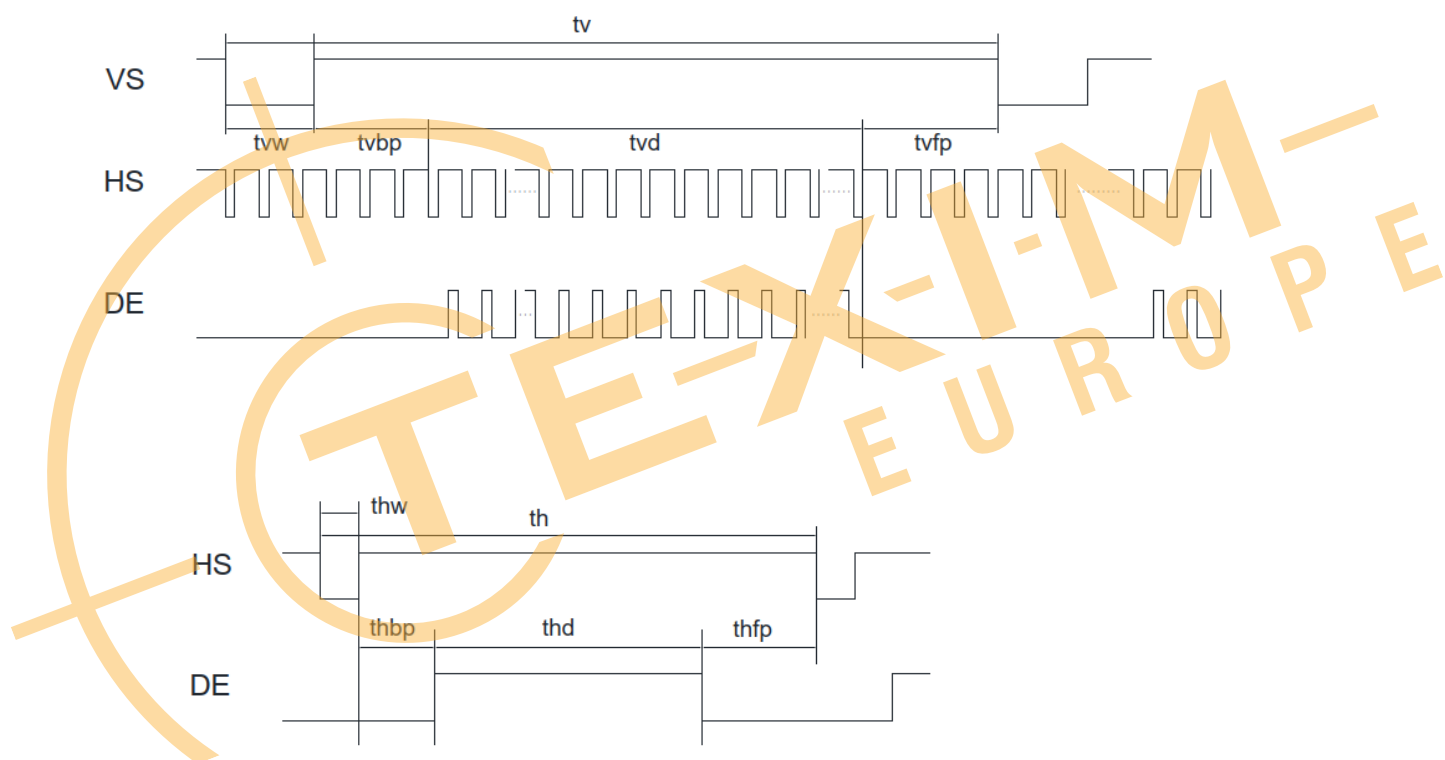 tv
VS
tvw tvbp tvd tvfp
HS
DE
TEXIM
EUROPE
thw
th
HS
thbp thd thfp
DE